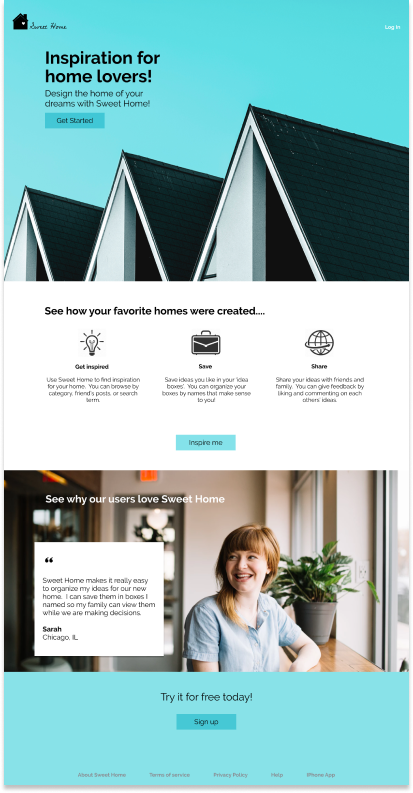 Sweet Home
Log In
Inspiration for
home lovers!
Design the home of your
dreams with Sweet Home!
Get Started
See how your favorite homes were created....
Get inspired
Use Sweet Home to find inspiration
for your home. You can browse by
category, friend's posts, or search
term.
Save
Save ideas you like in your 'idea
boxes'. You can organize your
boxes by names that make sense
to you!
Share
Share your ideas with friends and
family. You can give feedback by
liking and commenting on each
others' ideas.
Inspire me
See why our users love Sweet Home
“
Sweet Home makes it really easy
to organize my ideas for our new
home. I can save them in boxes I
named so my family can view them
while we are making decisions.
Sarah
Chicago, IL
Try it for free today!
Sign up
About Sweet Home
Terms of service
Privacy Policy
Help
iPhone App